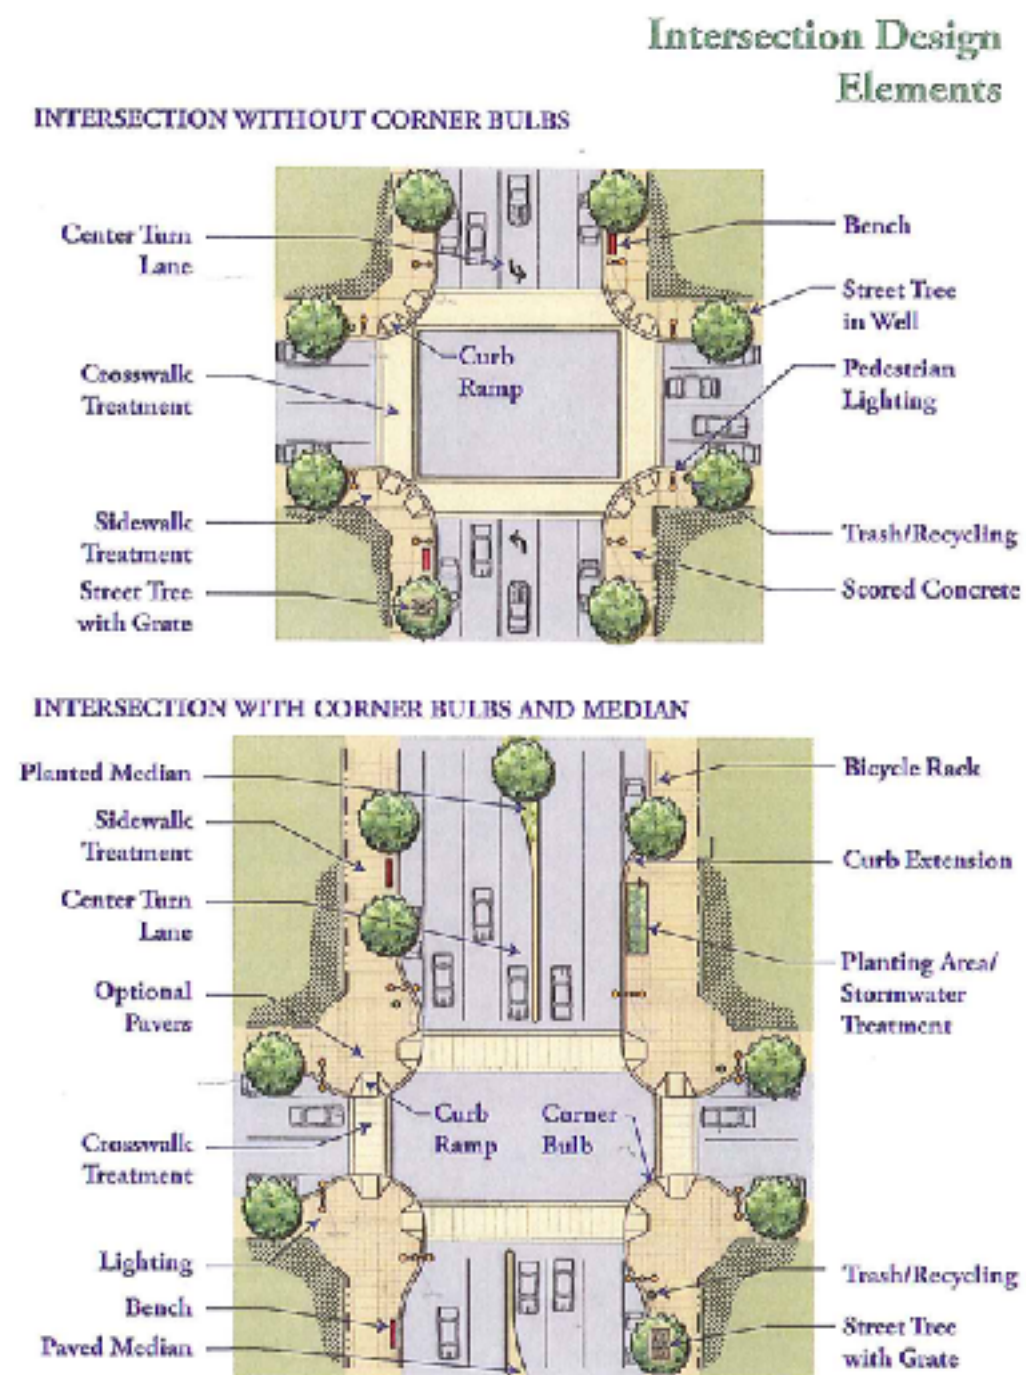 Intersection Design
Elements
INTERSECTION WITHOUT CORNER BULBS
Center Turn
Lane
Crosswalk
Treatment
Sidewalk
Treatment
Street Tree
with Grate
Curb
Ramp
Bench
Street Tree
in Well
Pedestrian
Lighting
Trash/Recycling
Scored Concrete
INTERSECTION WITH CORNER BULBS AND MEDIAN
Planted Median
Sidewalk
Treatment
Center Turn
Lane
Optional
Pavers
Crosswalk
Treatment
Lighting
Bench
Paved Median
Curb
Ramp
Corner
Bulb
Bicycle Rack
Curb Extension
Planting Area/
Stormwater
Treatment
Trash/Recycling
Street Tree
with Grate